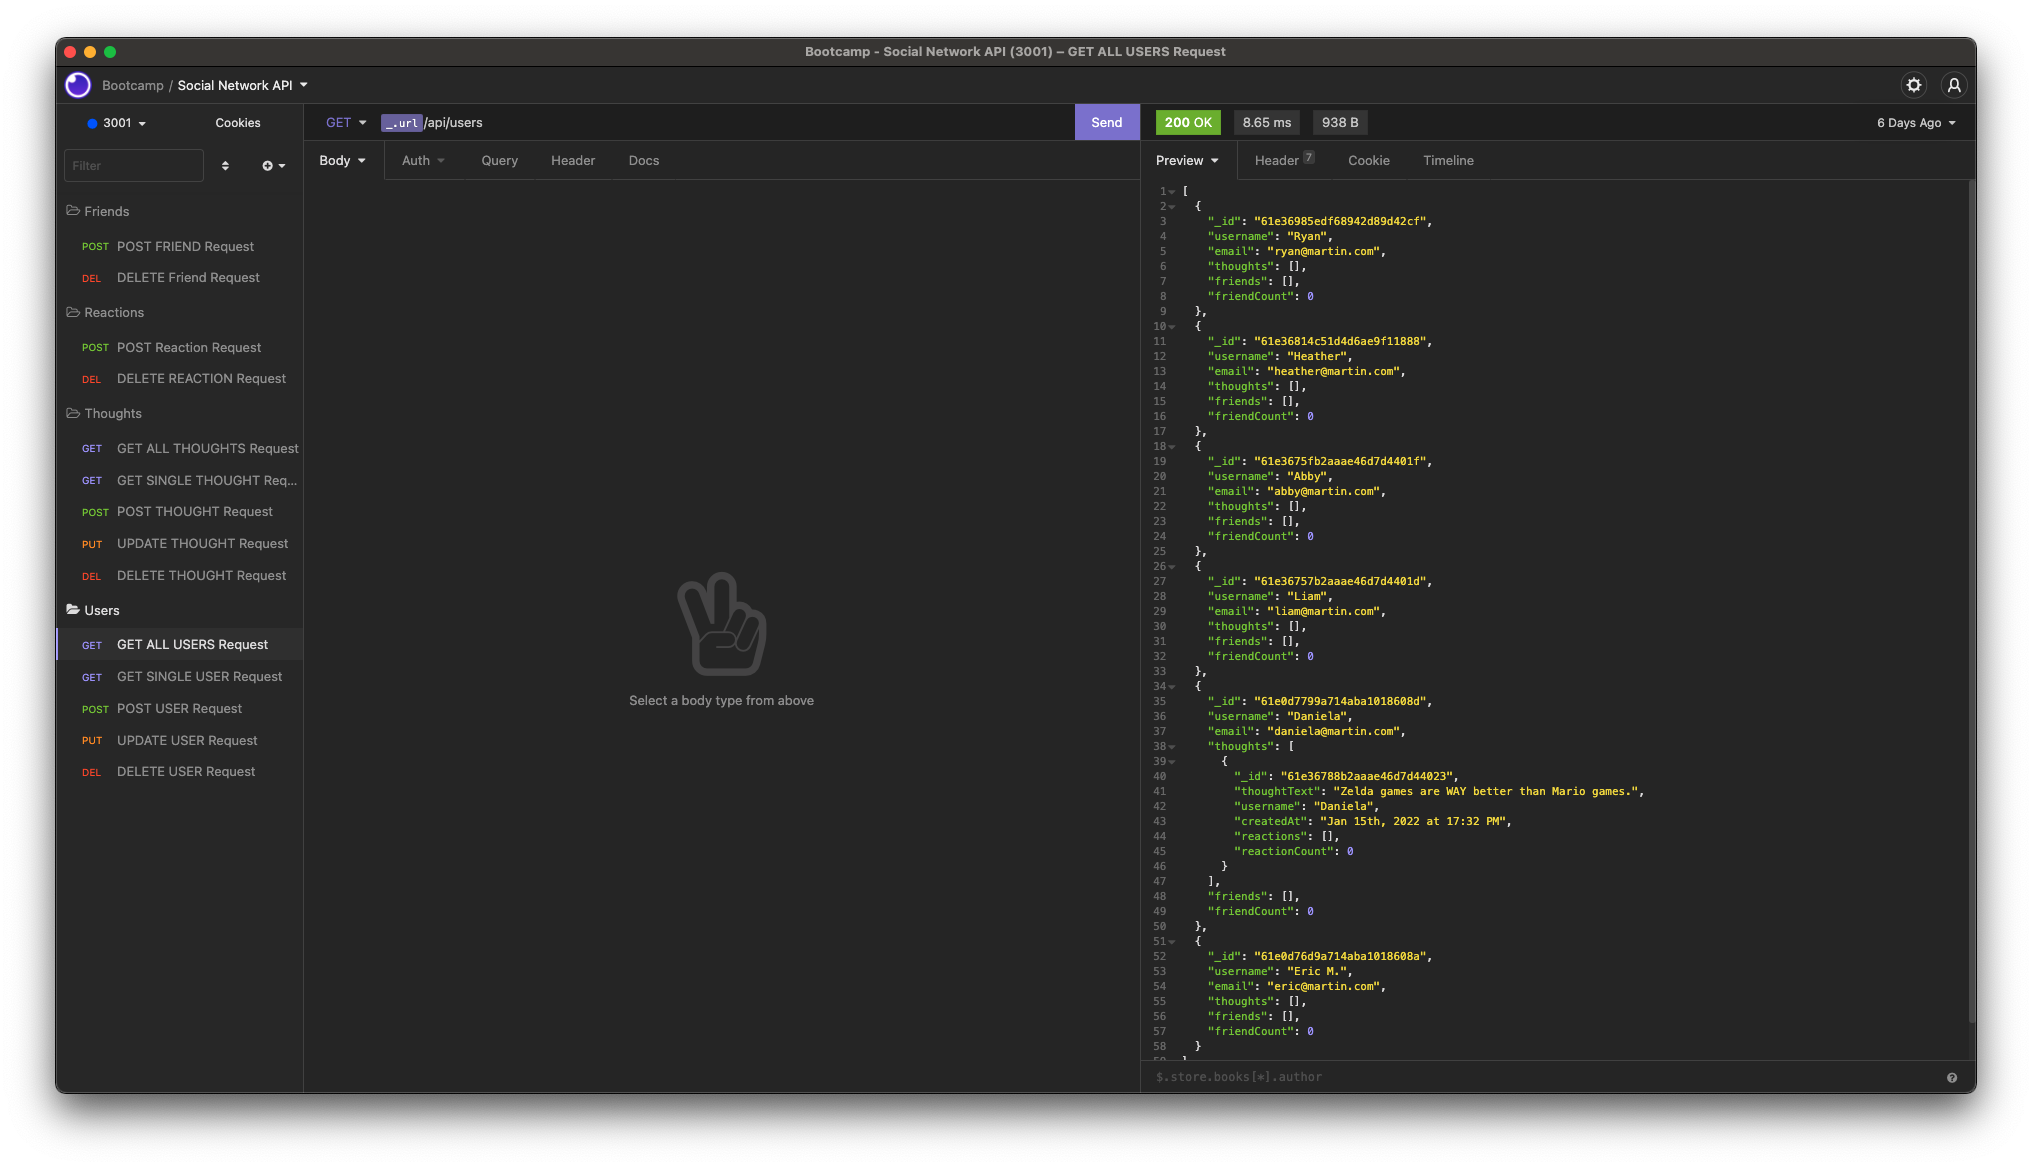 Bootcamp - Social Network API (3001) – GET ALL USERS Request
Bootcamp / Social Network API
3001
Cookies
Filter
Friends
POST POST FRIEND Request
DEL DELETE Friend Request
Reactions
POST POST Reaction Request
DEL DELETE REACTION Request
Thoughts
GET GET ALL THOUGHTS Request
GET GET SINGLE THOUGHT Req...
POST POST THOUGHT Request
PUT UPDATE THOUGHT Request
DEL DELETE THOUGHT Request
Users
GET GET ALL USERS Request
GET GET SINGLE USER Request
POST POST USER Request
PUT UPDATE USER Request
DEL DELETE USER Request
GET _.url/api/users Send
Body Auth Query Header Docs
Select a body type from above
200 OK 8.65 ms 938 B 6 Days Ago
Preview Header 7 Cookie Timeline
1 [
2 {
3 "_id": "61e36985edf68942d89d42cf",
4 "username": "Ryan",
5 "email": "ryan@martin.com",
6 "thoughts": [],
7 "friends": [],
8 "friendCount": 0
9 },
10 {
11 "_id": "61e36814c51d4d6ae9f11888",
12 "username": "Heather",
13 "email": "heather@martin.com",
14 "thoughts": [],
15 "friends": [],
16 "friendCount": 0
17 },
18 {
19 "_id": "61e3675fb2aaae46d7d4401f",
20 "username": "Abby",
21 "email": "abby@martin.com",
22 "thoughts": [],
23 "friends": [],
24 "friendCount": 0
25 },
26 {
27 "_id": "61e36757b2aaae46d7d4401d",
28 "username": "Liam",
29 "email": "liam@martin.com",
30 "thoughts": [],
31 "friends": [],
32 "friendCount": 0
33 },
34 {
35 "_id": "61e0d7799a714aba1018608d",
36 "username": "Daniela",
37 "email": "daniela@martin.com",
38 "thoughts": [
39 {
40 "_id": "61e36788b2aaae46d7d44023",
41 "thoughtText": "Zelda games are WAY better than Mario games.",
42 "username": "Daniela",
43 "createdAt": "Jan 15th, 2022 at 17:32 PM",
44 "reactions": [],
45 "reactionCount": 0
46 }
47 ],
48 "friends": [],
49 "friendCount": 0
50 },
51 {
52 "_id": "61e0d76d9a714aba1018608a",
53 "username": "Eric M.",
54 "email": "eric@martin.com",
55 "thoughts": [],
56 "friends": [],
57 "friendCount": 0
58 }
$.store.books[*].author